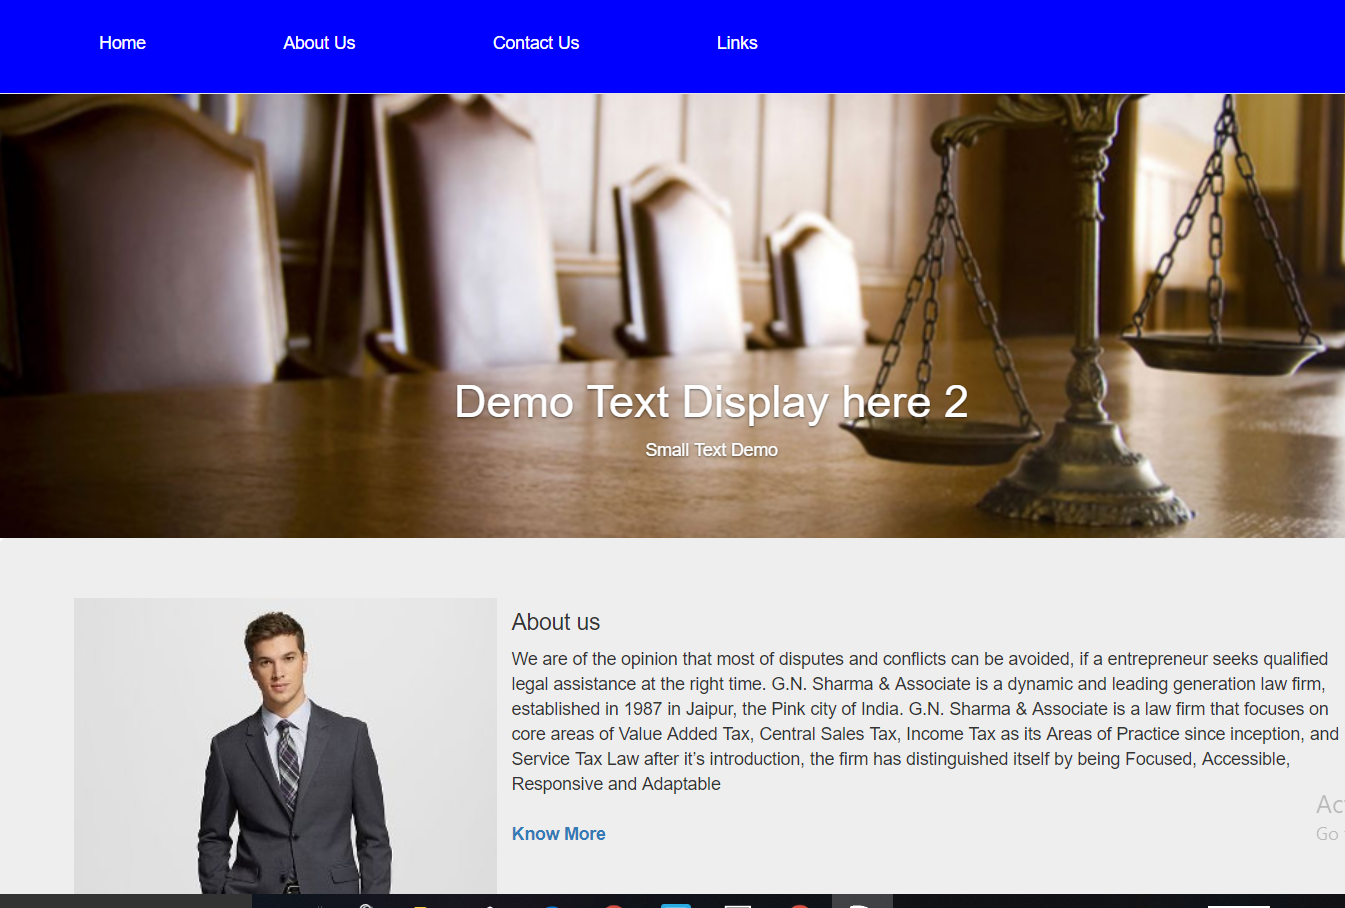 Home About Us Contact Us Links
Demo Text Display here 2
Small Text Demo
About us
We are of the opinion that most of disputes and conflicts can be avoided, if a entrepreneur seeks qualified
legal assistance at the right time. G.N. Sharma & Associate is a dynamic and leading generation law firm,
established in 1987 in Jaipur, the Pink city of India. G.N. Sharma & Associate is a law firm that focuses on
core areas of Value Added Tax, Central Sales Tax, Income Tax as its Areas of Practice since inception, and
Service Tax Law after it’s introduction, the firm has distinguished itself by being Focused, Accessible,
Responsive and Adaptable
Know More
Go